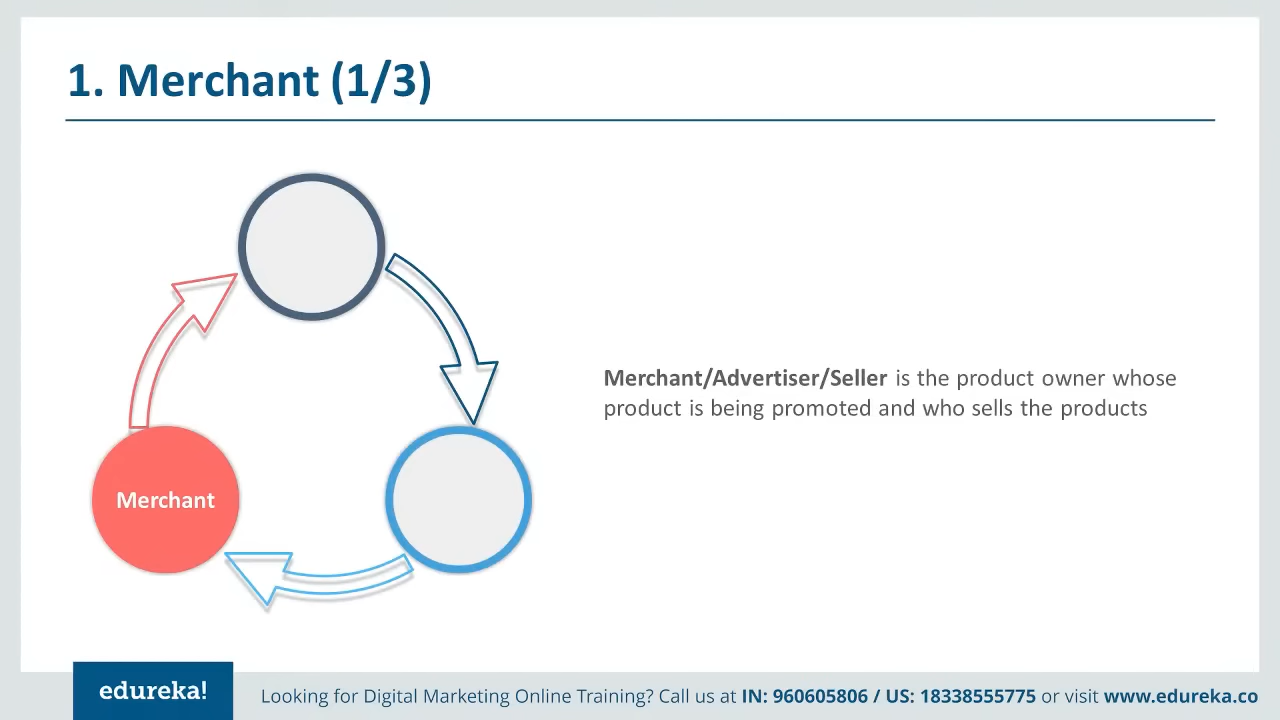 1. Merchant (1/3)
Merchant/Advertiser/Seller is the product owner whose
product is being promoted and who sells the products
Merchant
edureka!
Looking for Digital Marketing Online Training? Call us at IN: 960605806 / US: 18338555775 or visit www.edureka.co